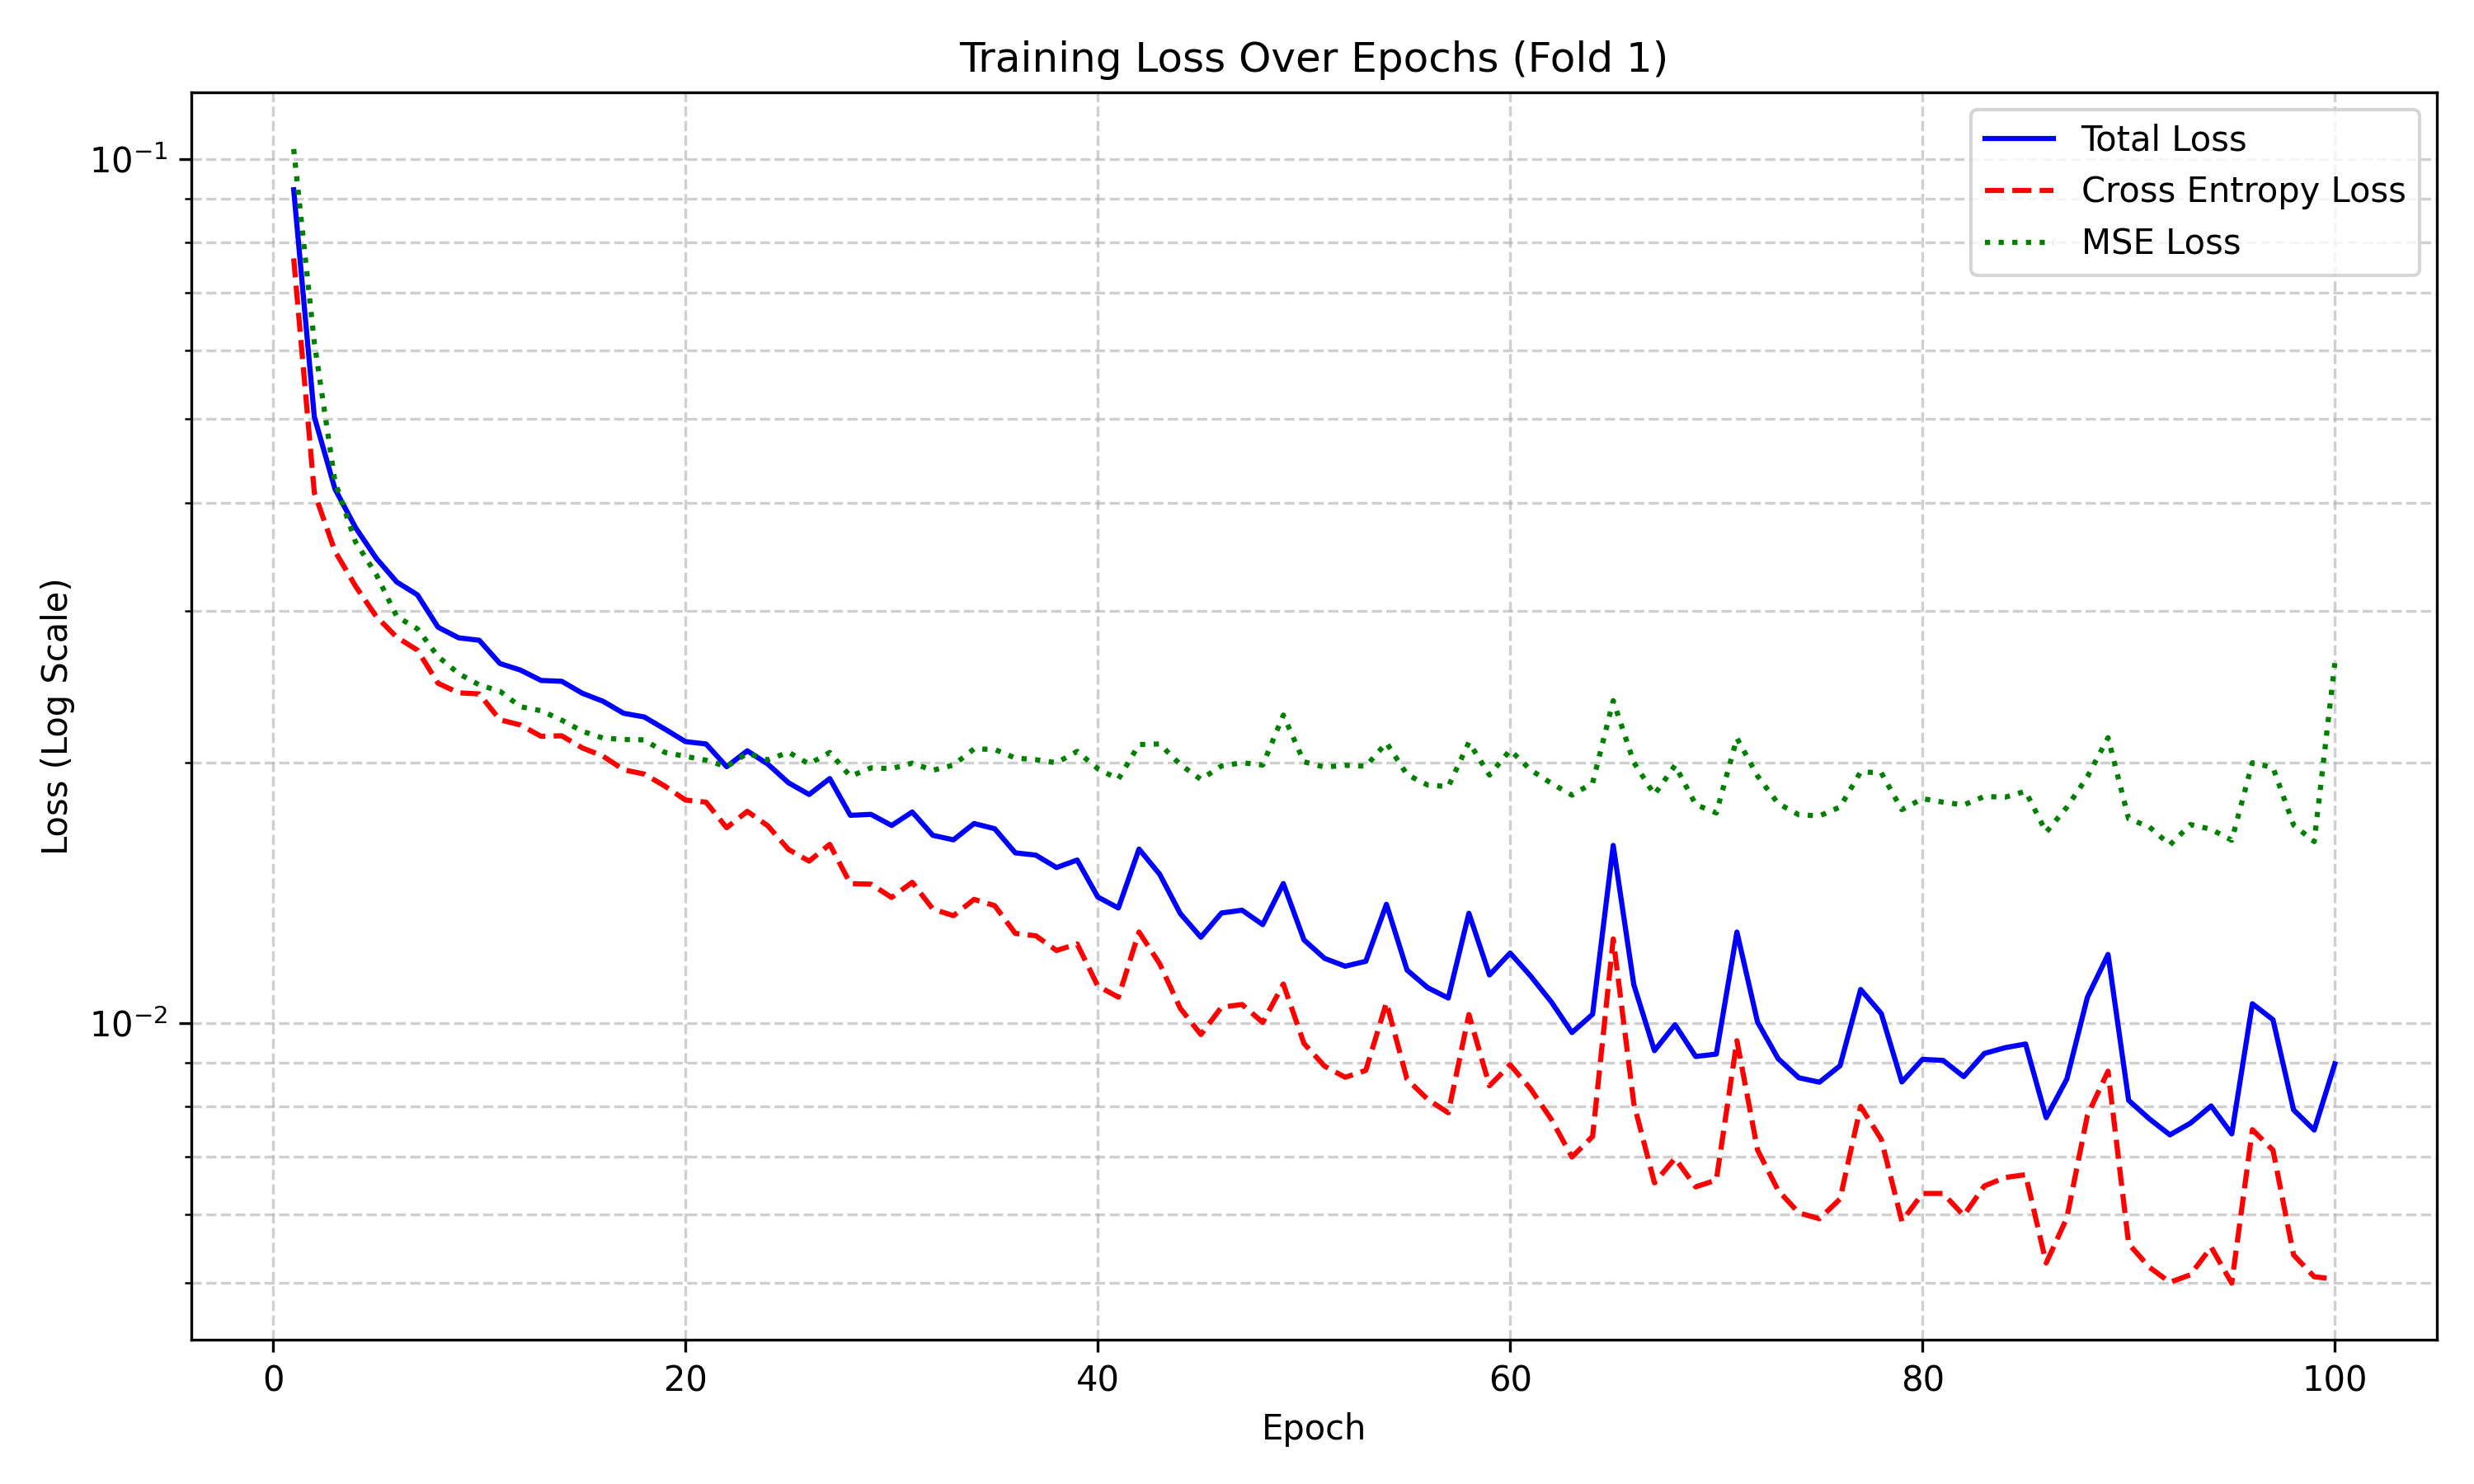 Training Loss Over Epochs (Fold 1)
Total Loss
Cross Entropy Loss
MSE Loss
Loss (Log Scale)
10⁻¹
10⁻²
0 20 40 60 80 100
Epoch